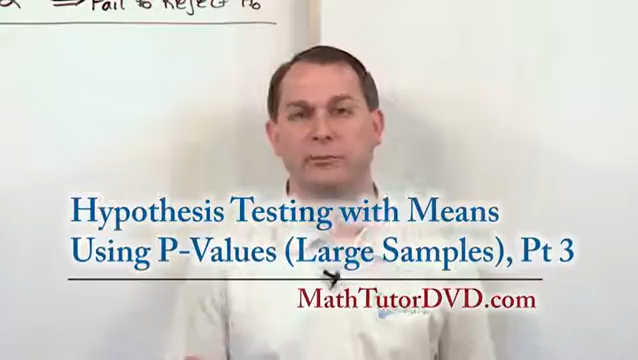 ⇒ Fail to Reject H₀
Hypothesis Testing with Means
Using P-Values (Large Samples), Pt 3
MathTutorDVD.com